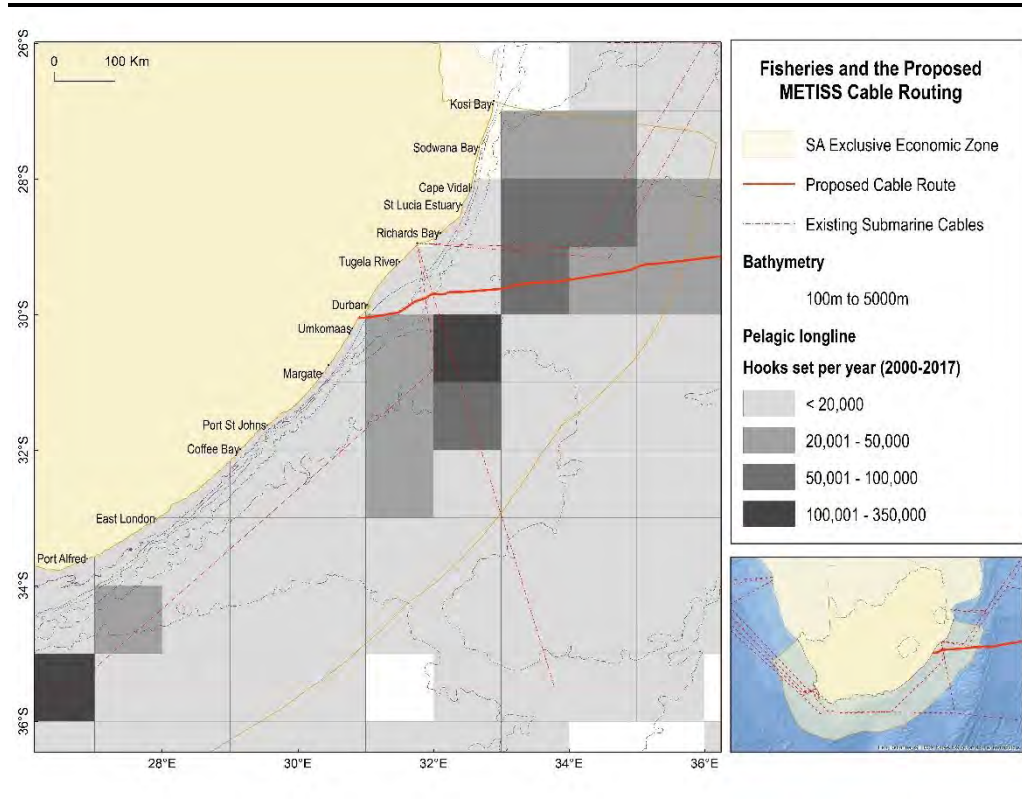 26°S
28°S
30°S
32°S
34°S
36°S
0 100 Km
Kosi Bay
Sodwana Bay
Cape Vidal
St Lucia Estuary
Richards Bay
Tugela River
Durban
Umkomaas
Margate
Port St Johns
Coffee Bay
East London
Port Alfred
28°E 30°E 32°E 34°E 36°E
Fisheries and the Proposed
METISS Cable Routing
SA Exclusive Economic Zone
Proposed Cable Route
Existing Submarine Cables
Bathymetry
100m to 5000m
Pelagic longline
Hooks set per year (2000-2017)
< 20,000
20,001 - 50,000
50,001 - 100,000
100,001 - 350,000